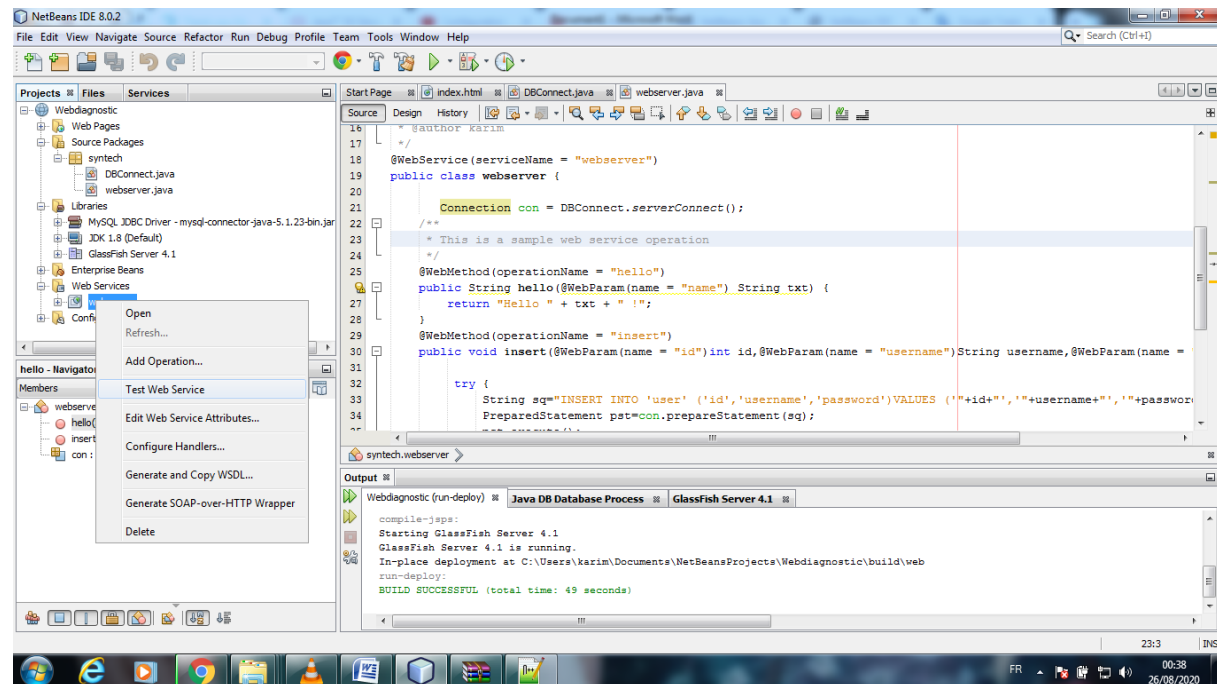 NetBeans IDE 8.0.2
File Edit View Navigate Source Refactor Run Debug Profile Team Tools Window Help
Search (Ctrl+I)
Projects Files Services
Webdiagnostic
Web Pages
Source Packages
syntech
DBConnect.java
webserver.java
Libraries
MySQL JDBC Driver - mysql-connector-java-5.1.23-bin.jar
JDK 1.8 (Default)
GlassFish Server 4.1
Enterprise Beans
Web Services
Confi
Open
Refresh...
Add Operation...
Test Web Service
Edit Web Service Attributes...
Configure Handlers...
Generate and Copy WSDL...
Generate SOAP-over-HTTP Wrapper
Delete
hello - Navigato
Members
webserve
hello(
insert
con :
Start Page index.html DBConnect.java webserver.java
Source Design History
16 * @author karim
17 */
18 @WebService(serviceName = "webserver")
19 public class webserver {
20
21 Connection con = DBConnect.serverConnect();
22 /**
23 * This is a sample web service operation
24 */
25 @WebMethod(operationName = "hello")
public String hello(@WebParam(name = "name") String txt) {
27 return "Hello " + txt + " !";
28 }
29 @WebMethod(operationName = "insert")
30 public void insert(@WebParam(name = "id")int id,@WebParam(name = "username")String username,@WebParam(name = '
31
32 try {
33 String sq="INSERT INTO 'user' ('id','username','password')VALUES ('"+id+"','"+username+"','"+passwor
34 PreparedStatement pst=con.prepareStatement(sq);
syntech.webserver
Output
Webdiagnostic (run-deploy) Java DB Database Process GlassFish Server 4.1
compile-jsps:
Starting GlassFish Server 4.1
GlassFish Server 4.1 is running.
In-place deployment at C:\Users\karim\Documents\NetBeansProjects\Webdiagnostic\build\web
run-deploy:
BUILD SUCCESSFUL (total time: 49 seconds)
23:3 INS
FR
00:38
26/08/2020